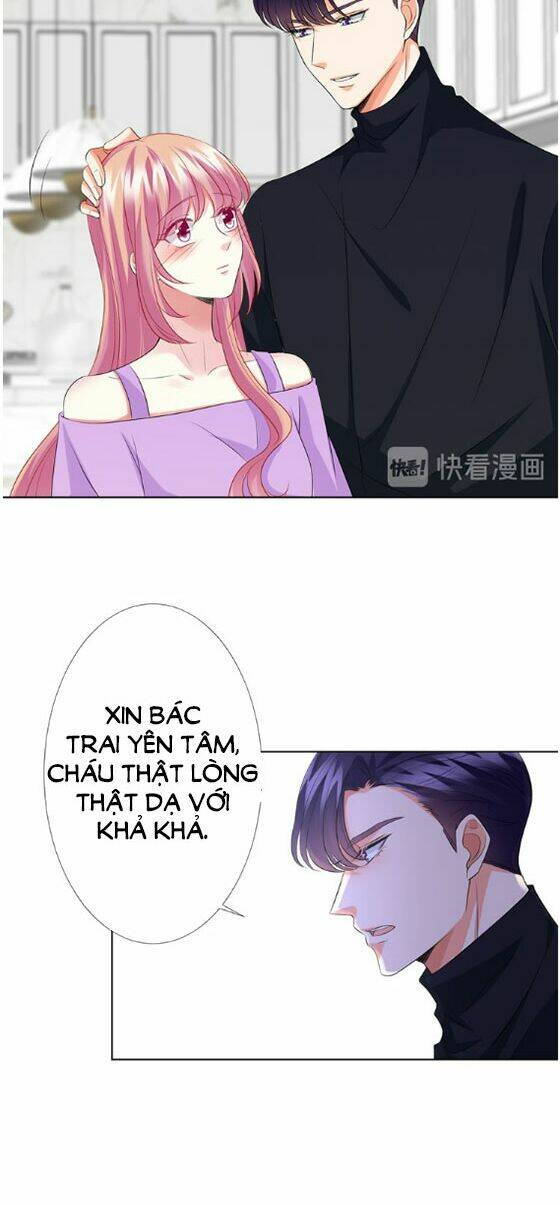 快看! 快看漫画
XIN BÁC
TRAI YÊN TÂM,
CHÁU THẬT LÒNG
THẬT DẠ VỚI
KHẢ KHẢ.